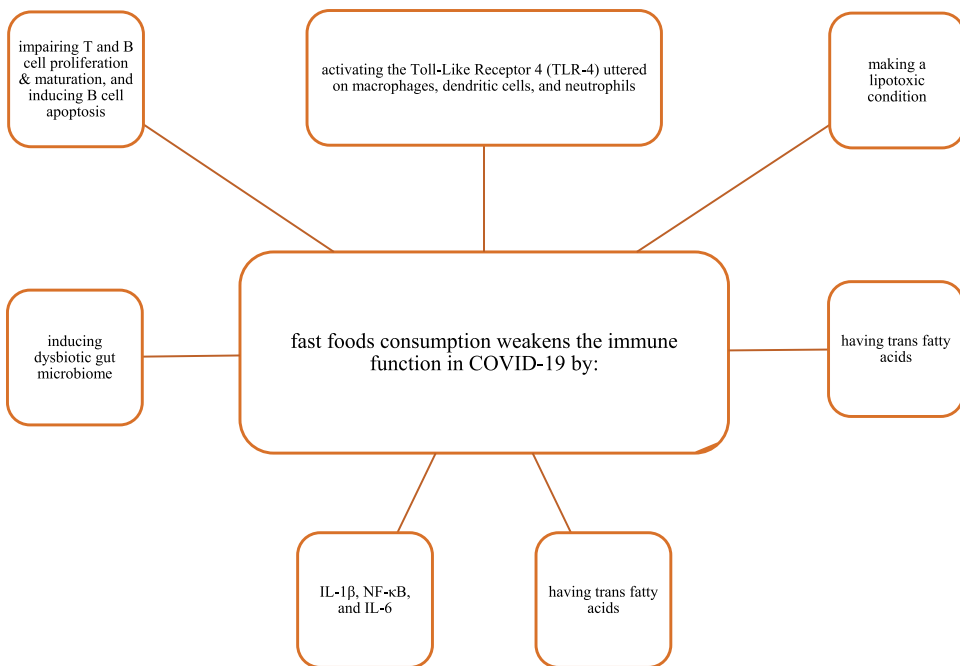 impairing T and B
cell proliferation
& maturation, and
inducing B cell
apoptosis
activating the Toll-Like Receptor 4 (TLR-4) uttered
on macrophages, dendritic cells, and neutrophils
making a
lipotoxic
condition
inducing
dysbiotic gut
microbiome
fast foods consumption weakens the immune
function in COVID-19 by:
having trans fatty
acids
IL-1β, NF-κB,
and IL-6
having trans fatty
acids